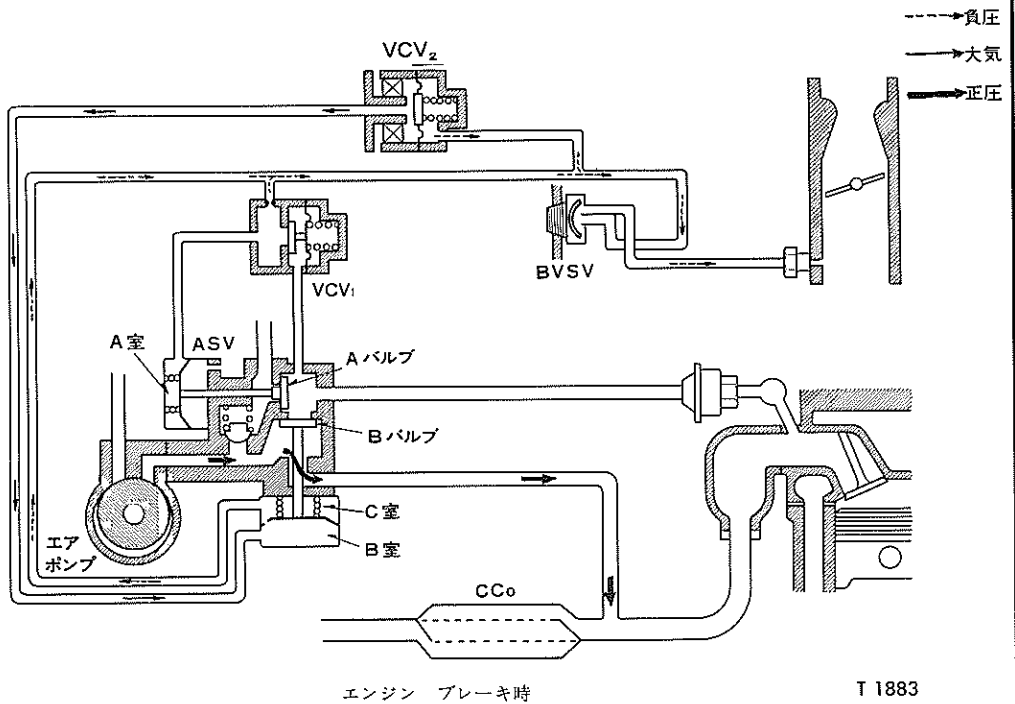 負圧
大気
正圧
VCV₂
BVSV
VCV₁
A室
ASV
Aバルブ
Bバルブ
C室
B室
エア
ポンプ
CCo
エンジン ブレーキ時
T 1883